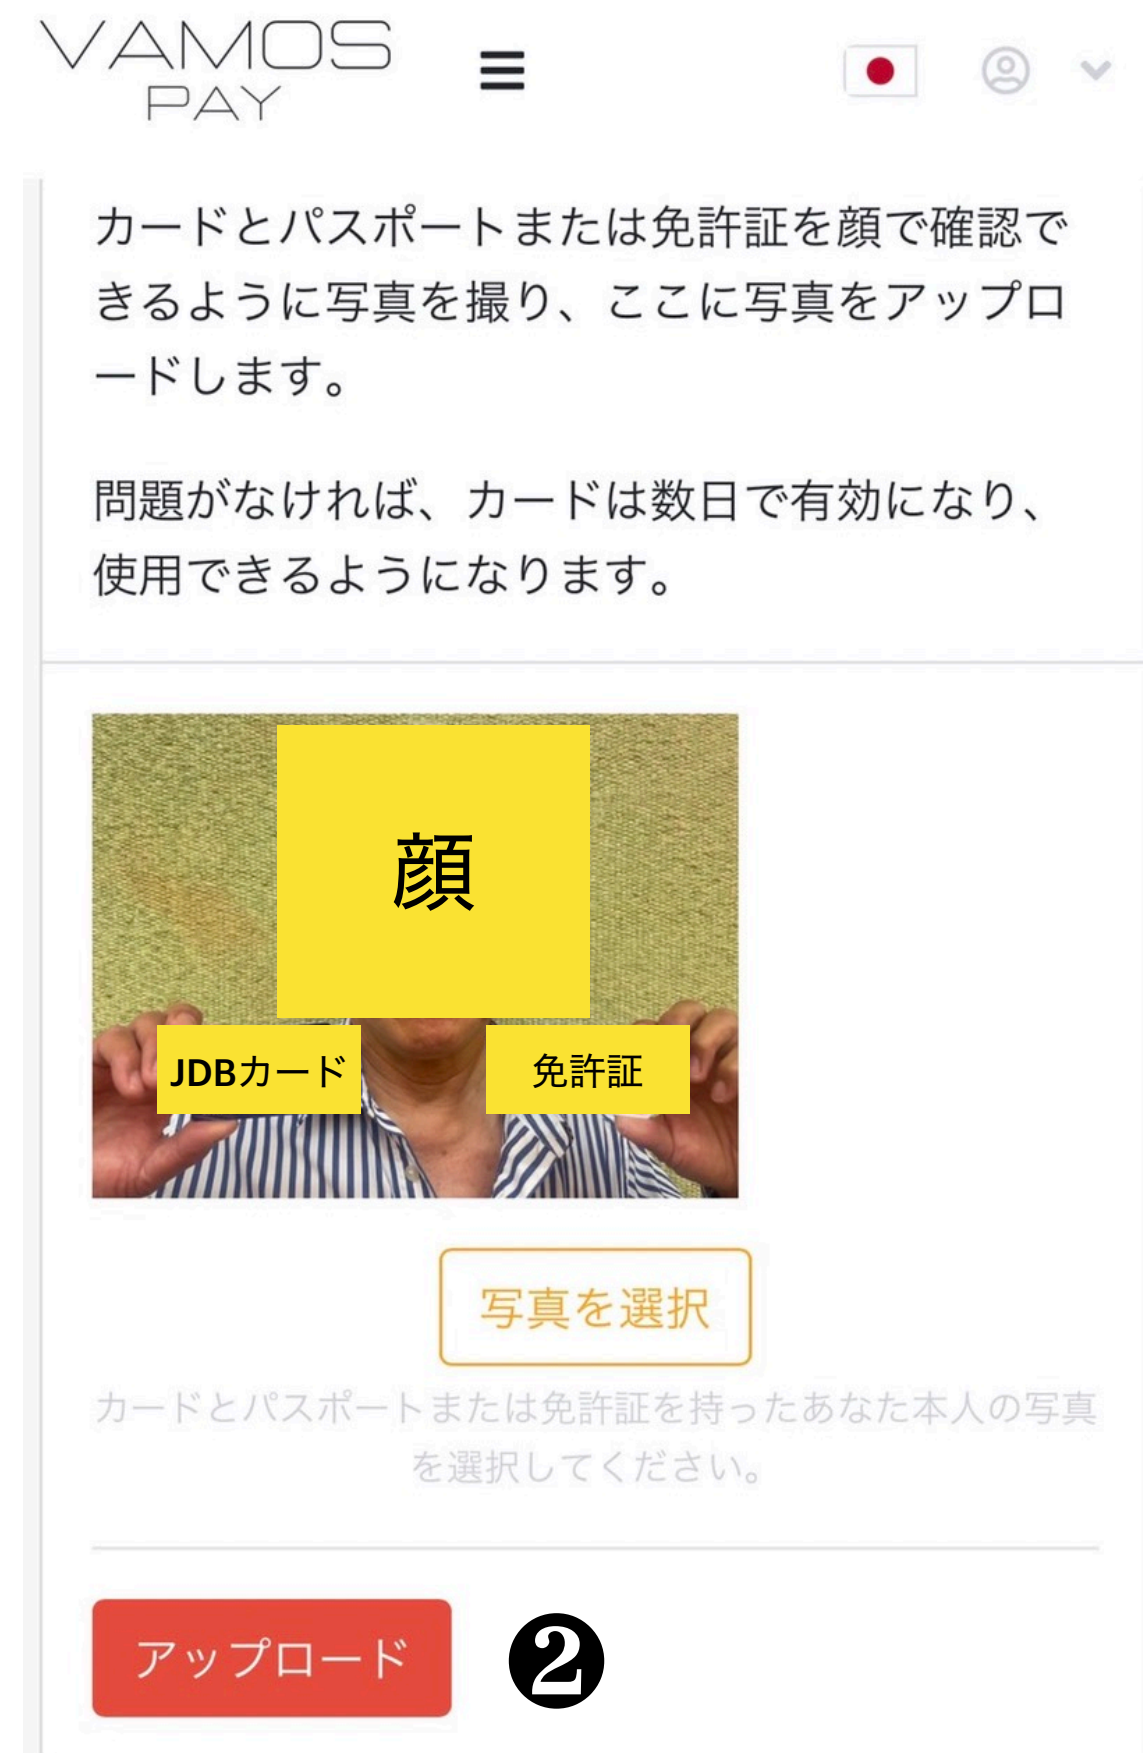 VAMOS
PAY
カードとパスポートまたは免許証を顔で確認で
きるように写真を撮り、ここに写真をアップロ
ードします。
問題がなければ、カードは数日で有効になり、
使用できるようになります。
顔
JDBカード
免許証
写真を選択
カードとパスポートまたは免許証を持ったあなた本人の写真
を選択してください。
アップロード
❷